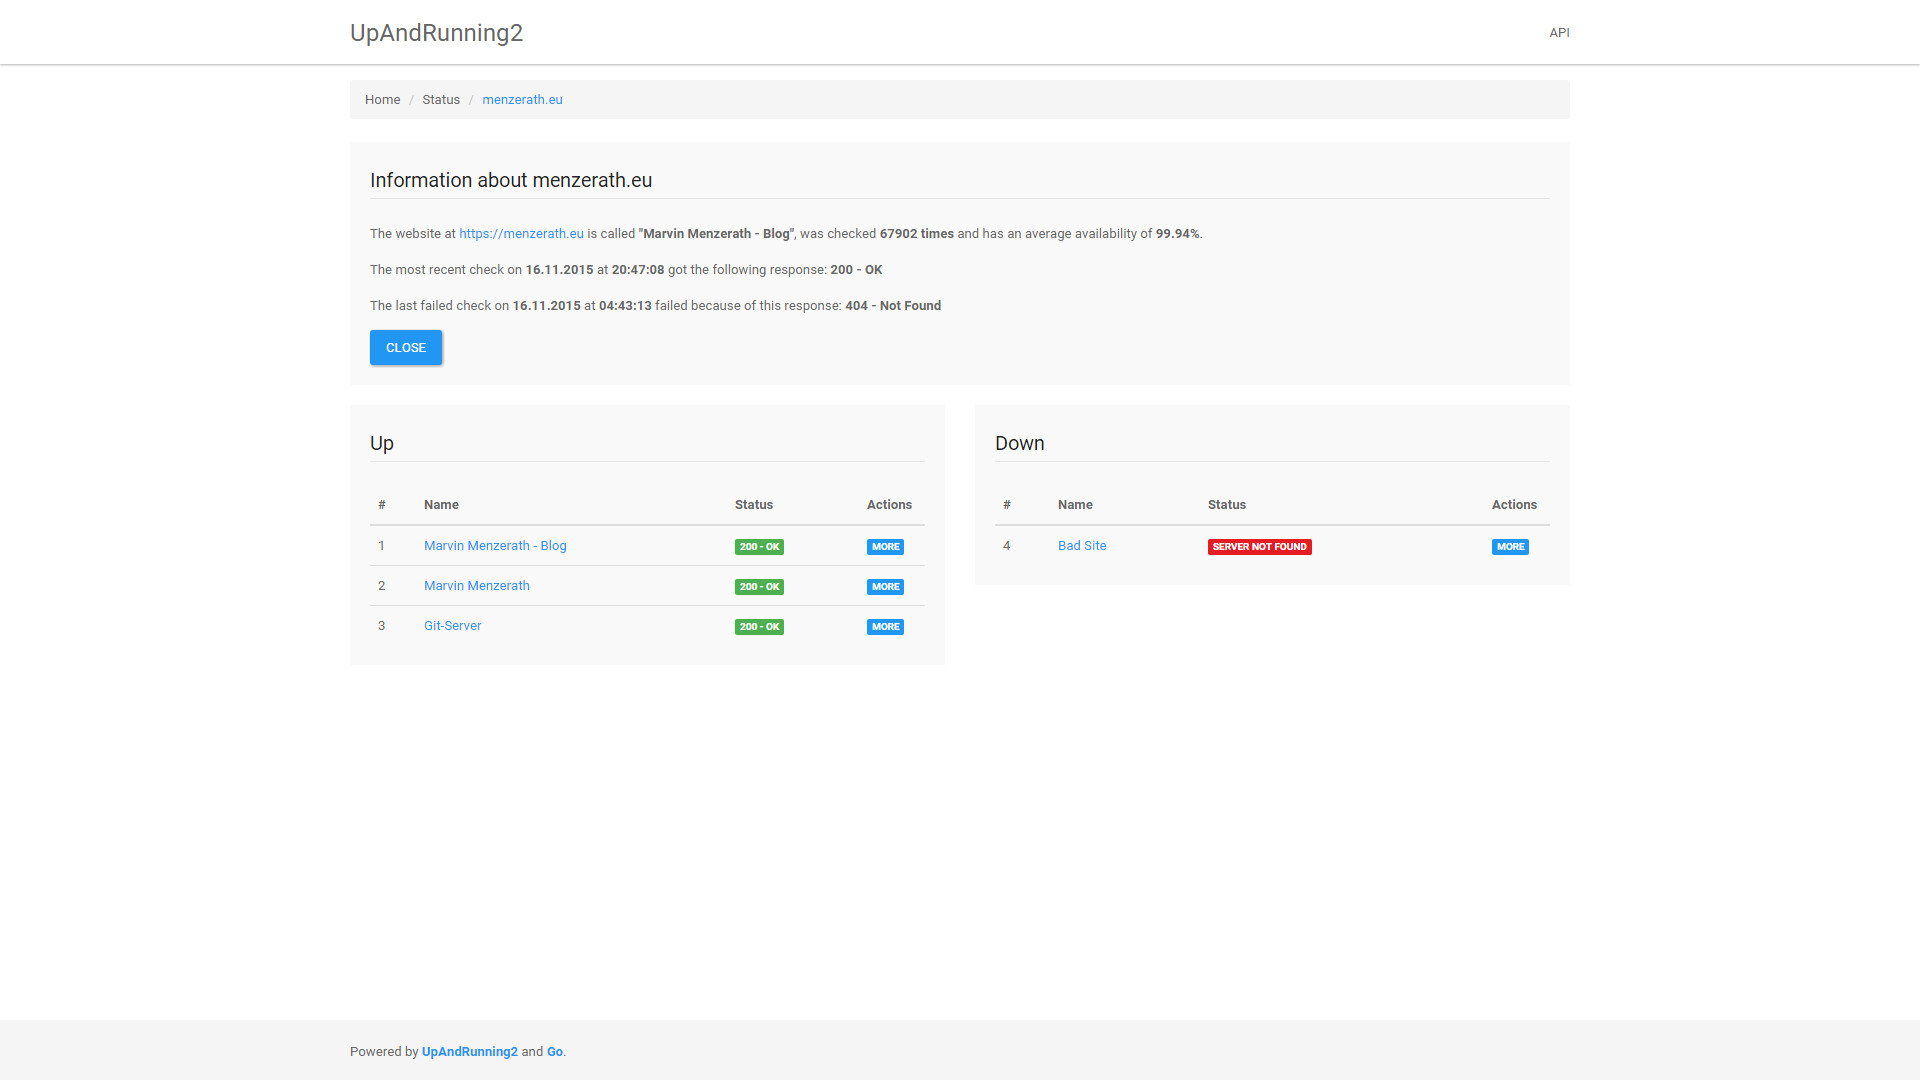 UpAndRunning2
API
Home / Status / menzerath.eu
Information about menzerath.eu
The website at https://menzerath.eu is called "Marvin Menzerath - Blog", was checked 67902 times and has an average availability of 99.94%.
The most recent check on 16.11.2015 at 20:47:08 got the following response: 200 - OK
The last failed check on 16.11.2015 at 04:43:13 failed because of this response: 404 - Not Found
CLOSE
Up
# Name Status Actions
1 Marvin Menzerath - Blog 200 - OK MORE
2 Marvin Menzerath 200 - OK MORE
3 Git-Server 200 - OK MORE
Down
# Name Status Actions
4 Bad Site SERVER NOT FOUND MORE
Powered by UpAndRunning2 and Go.